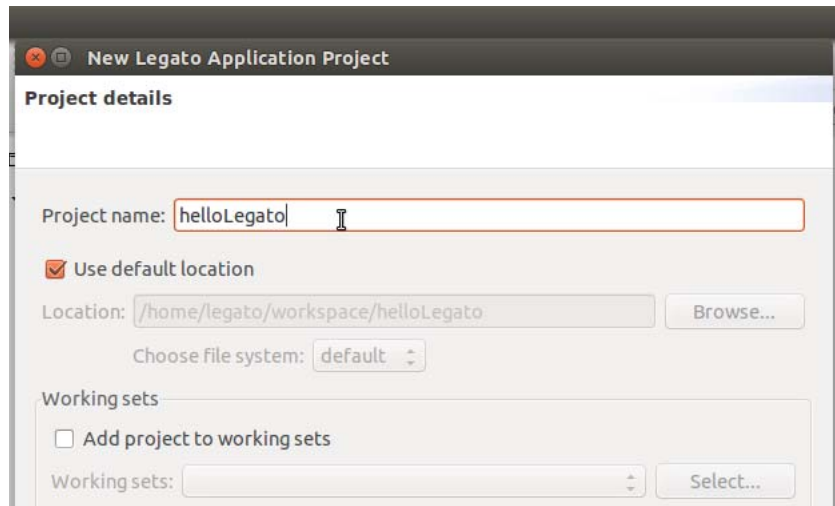 New Legato Application Project
Project details
Project name: helloLegato
Use default location
Location: /home/legato/workspace/helloLegato Browse...
Choose file system: default
Working sets
Add project to working sets
Working sets: Select...